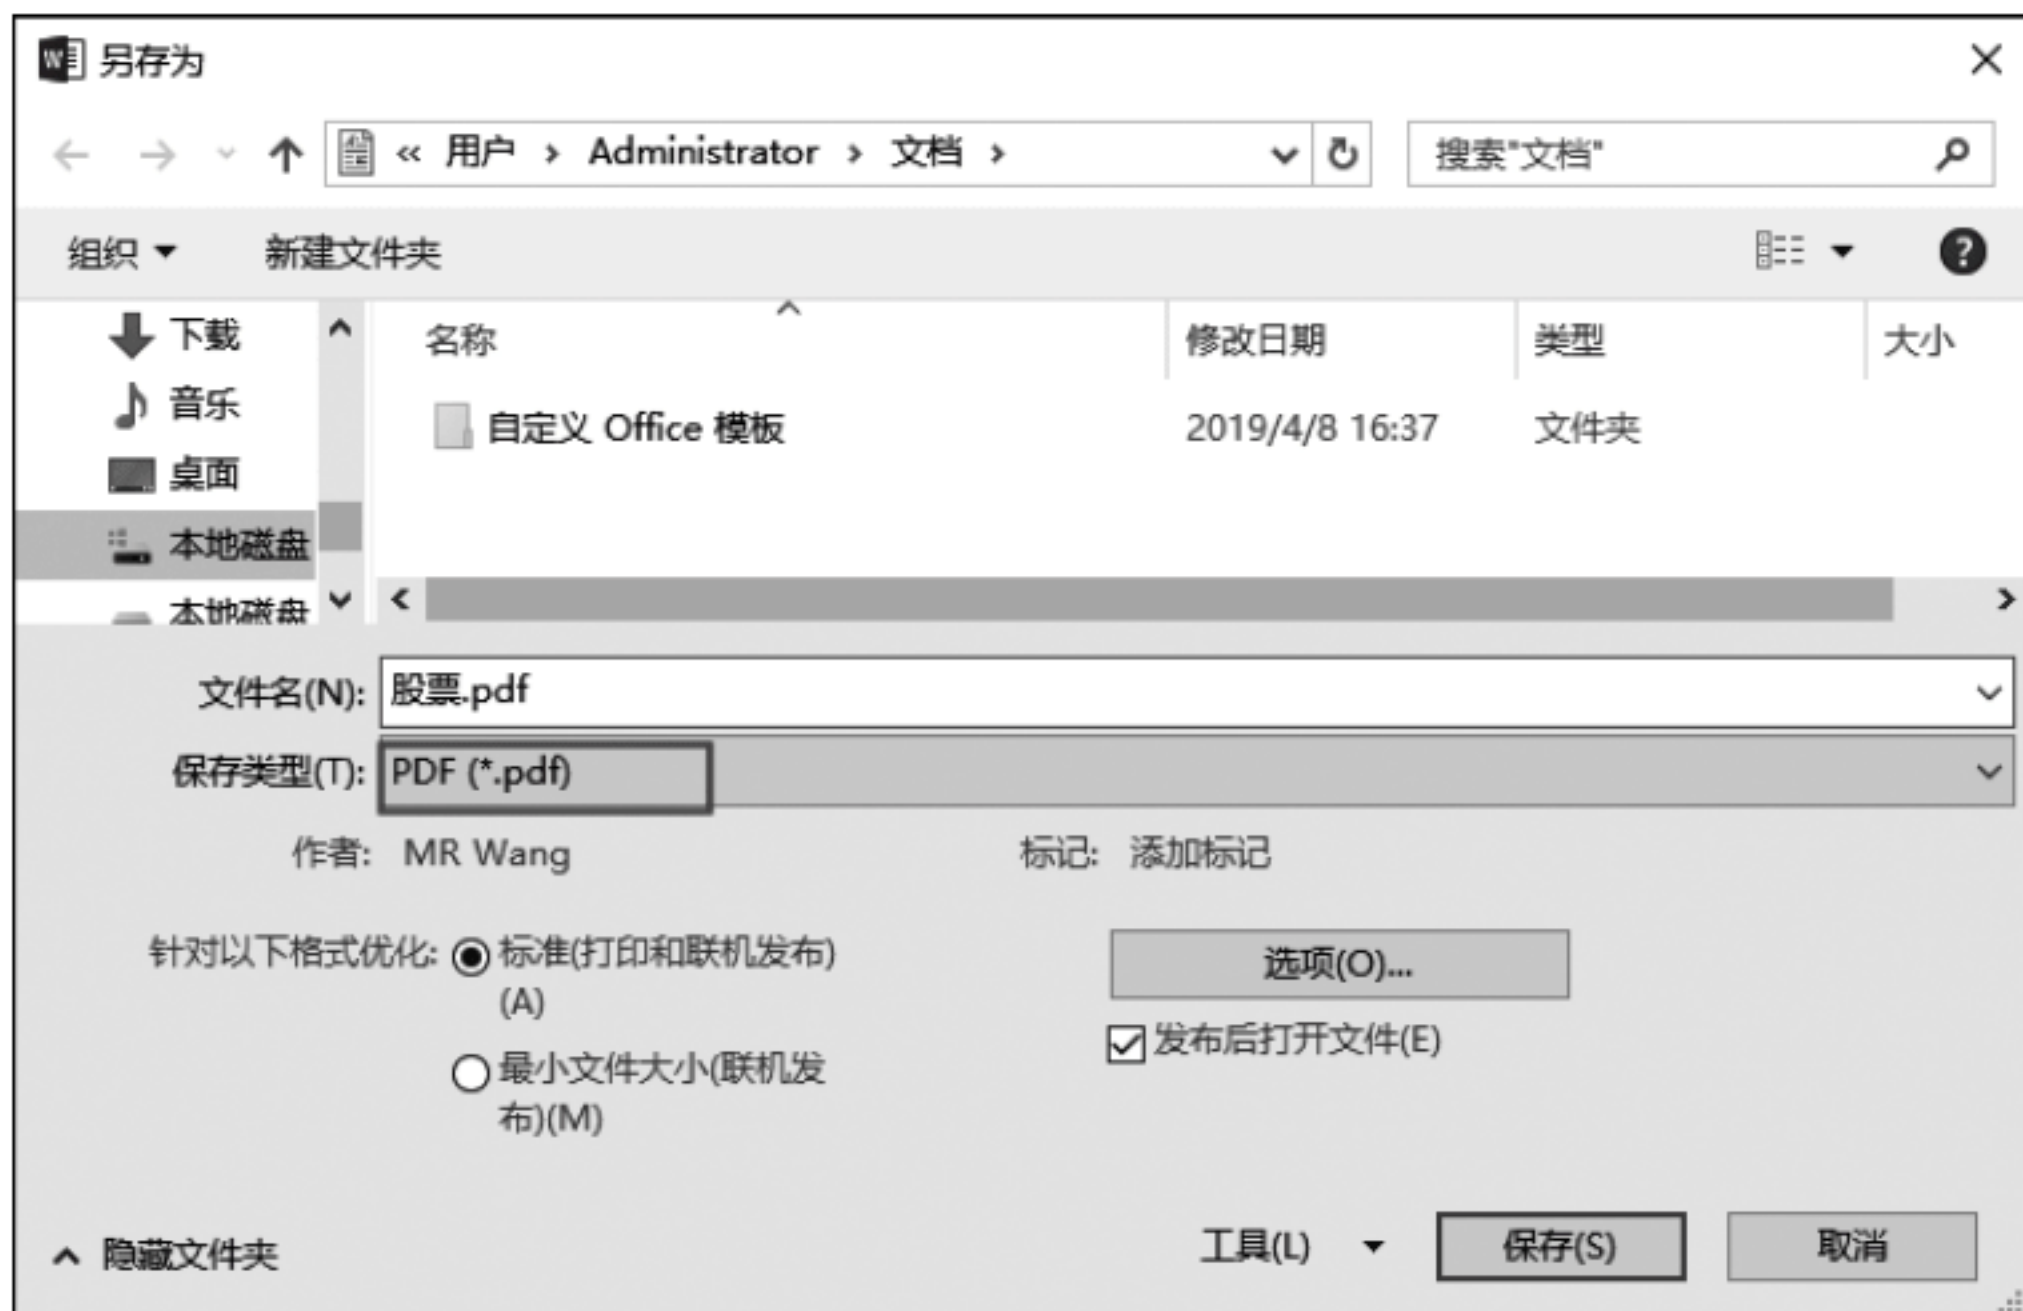 另存为
« 用户 › Administrator › 文档 ›
搜索"文档"
组织 新建文件夹
名称 修改日期 类型 大小
下载
音乐
桌面
本地磁盘
本地磁盘
自定义 Office 模板 2019/4/8 16:37 文件夹
文件名(N): 股票.pdf
保存类型(T): PDF (*.pdf)
作者: MR Wang 标记: 添加标记
针对以下格式优化: 标准(打印和联机发布)
(A)
最小文件大小(联机发
布)(M)
选项(O)...
发布后打开文件(E)
隐藏文件夹
工具(L) 保存(S) 取消